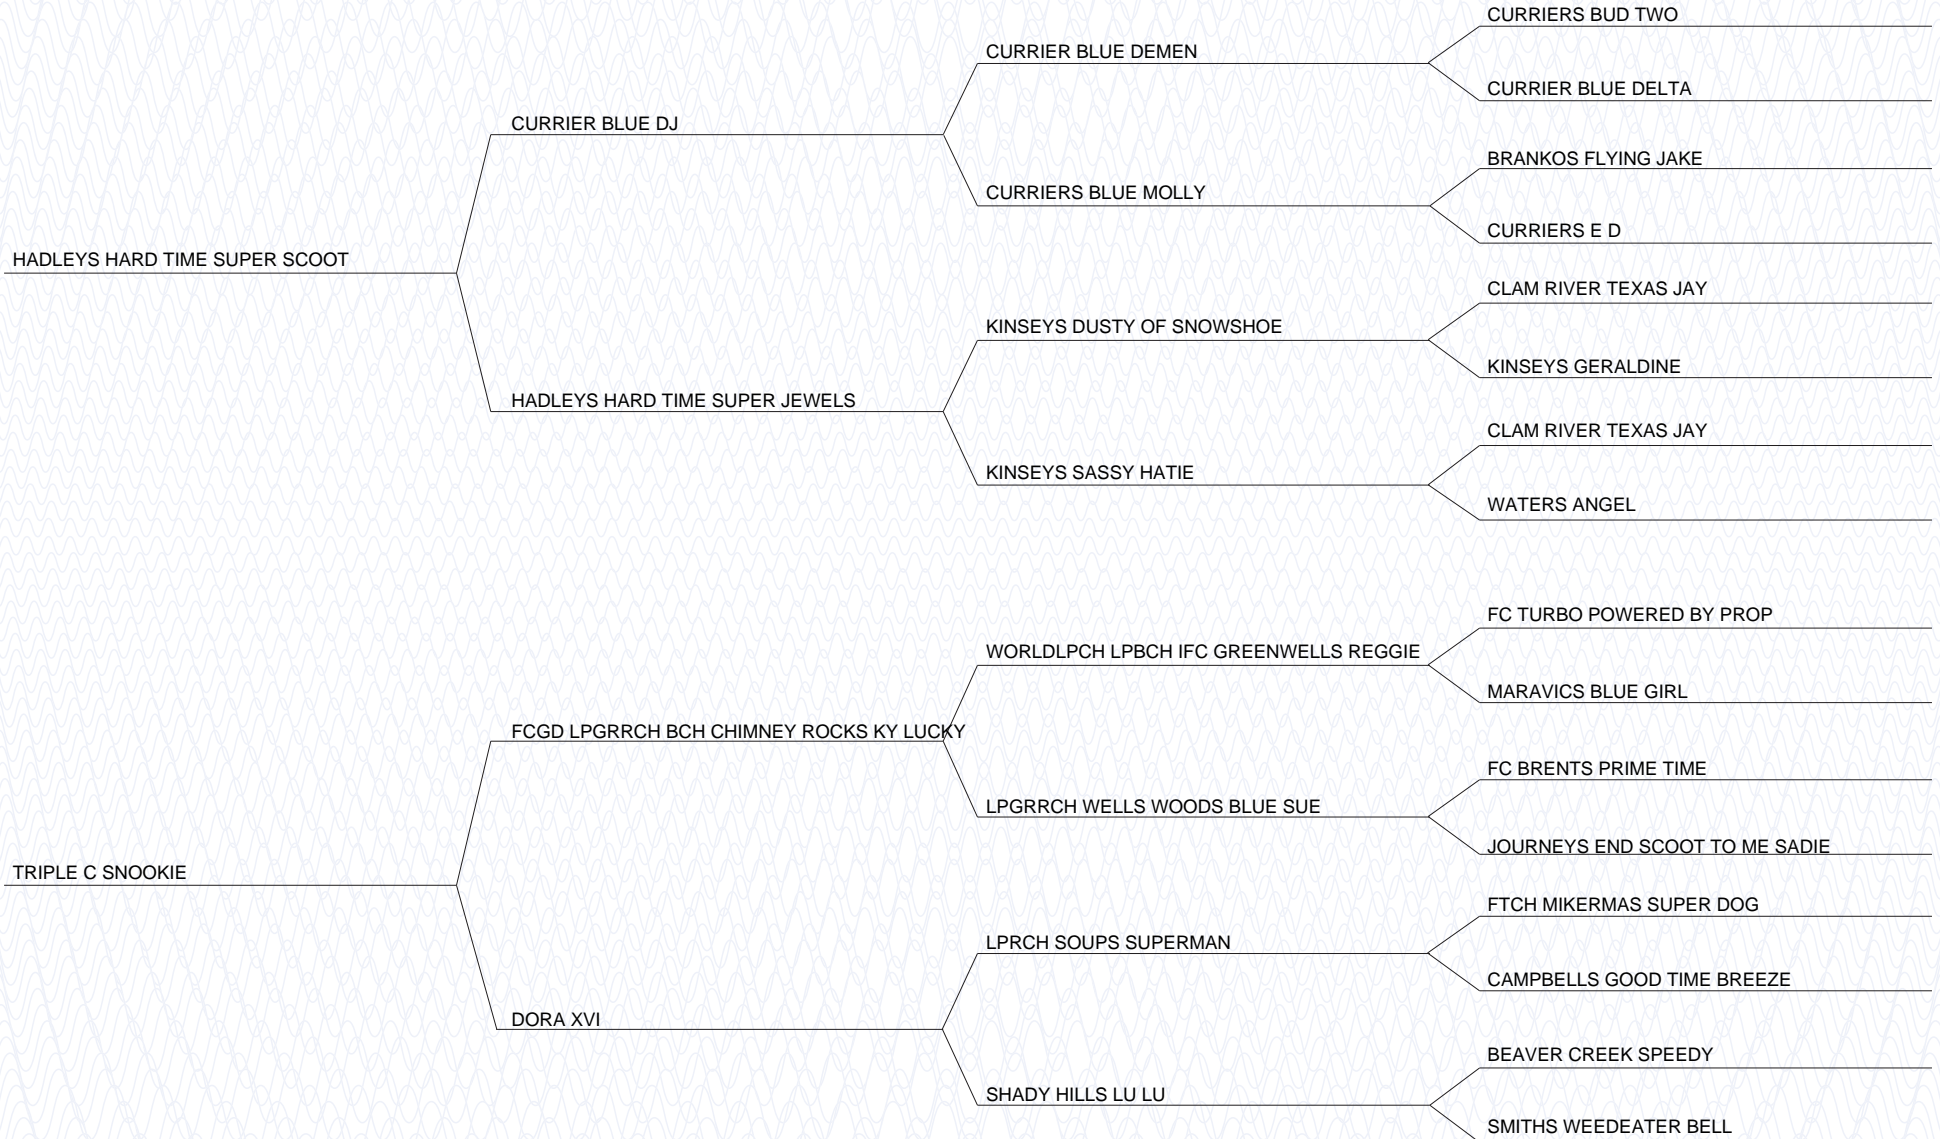 CURRIERS BUD TWO
CURRIER BLUE DEMEN
CURRIER BLUE DELTA
CURRIER BLUE DJ
BRANKOS FLYING JAKE
CURRIERS BLUE MOLLY
CURRIERS E D
HADLEYS HARD TIME SUPER SCOOT
CLAM RIVER TEXAS JAY
KINSEYS DUSTY OF SNOWSHOE
KINSEYS GERALDINE
HADLEYS HARD TIME SUPER JEWELS
CLAM RIVER TEXAS JAY
KINSEYS SASSY HATIE
WATERS ANGEL
FC TURBO POWERED BY PROP
WORLDLPCH LPBCH IFC GREENWELLS REGGIE
MARAVICS BLUE GIRL
FCGD LPGRRCH BCH CHIMNEY ROCKS KY LUCKY
FC BRENTS PRIME TIME
LPGRRCH WELLS WOODS BLUE SUE
JOURNEYS END SCOOT TO ME SADIE
TRIPLE C SNOOKIE
FTCH MIKERMAS SUPER DOG
LPRCH SOUPS SUPERMAN
CAMPBELLS GOOD TIME BREEZE
DORA XVI
BEAVER CREEK SPEEDY
SHADY HILLS LU LU
SMITHS WEEDEATER BELL